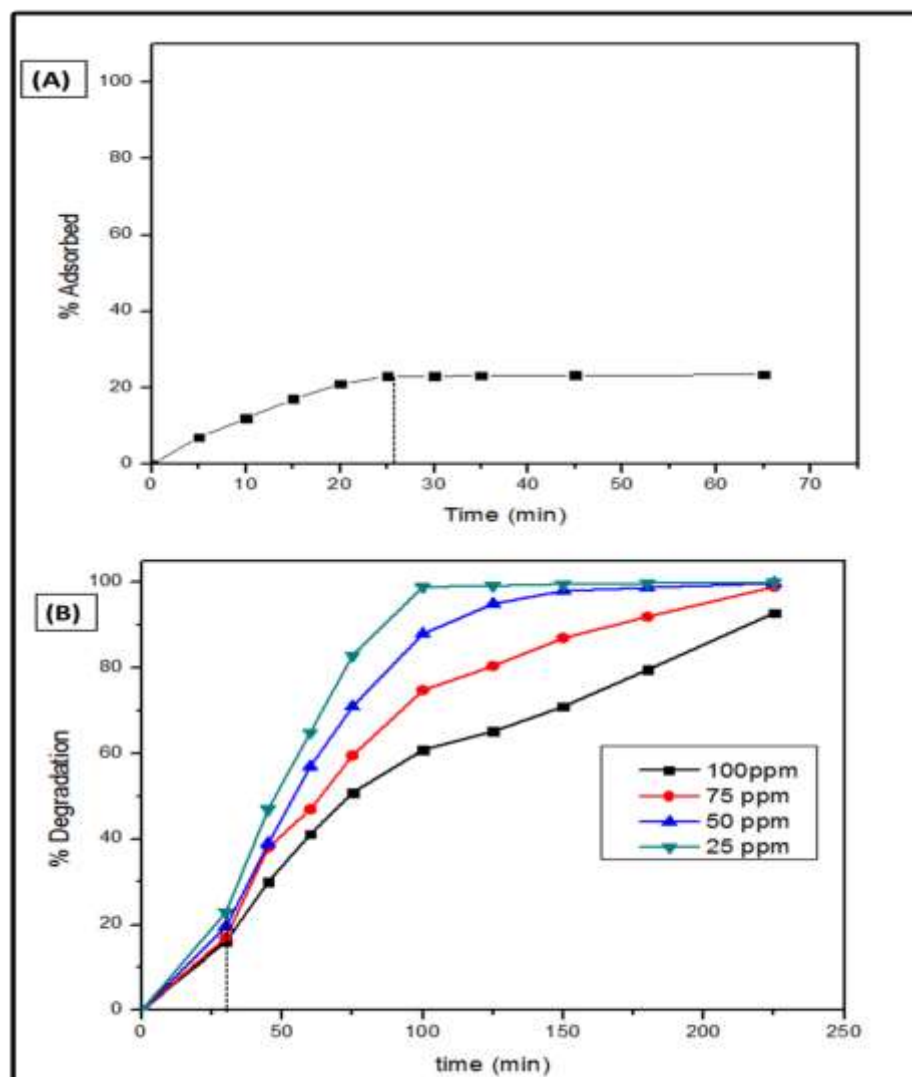 (A)
100
80
60
40
20
0
% Adsorbed
0 10 20 30 40 50 60 70
Time (min)
(B)
100
80
60
40
20
0
% Degradation
100ppm
75 ppm
50 ppm
25 ppm
0 50 100 150 200 250
time (min)